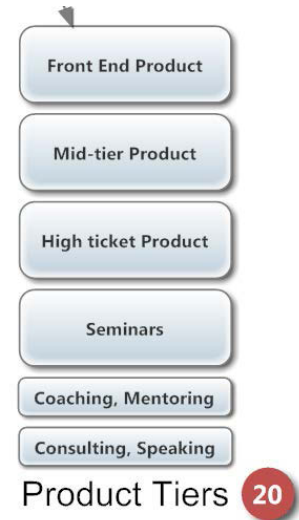 Front End Product
Mid-tier Product
High ticket Product
Seminars
Coaching, Mentoring
Consulting, Speaking
Product Tiers 20